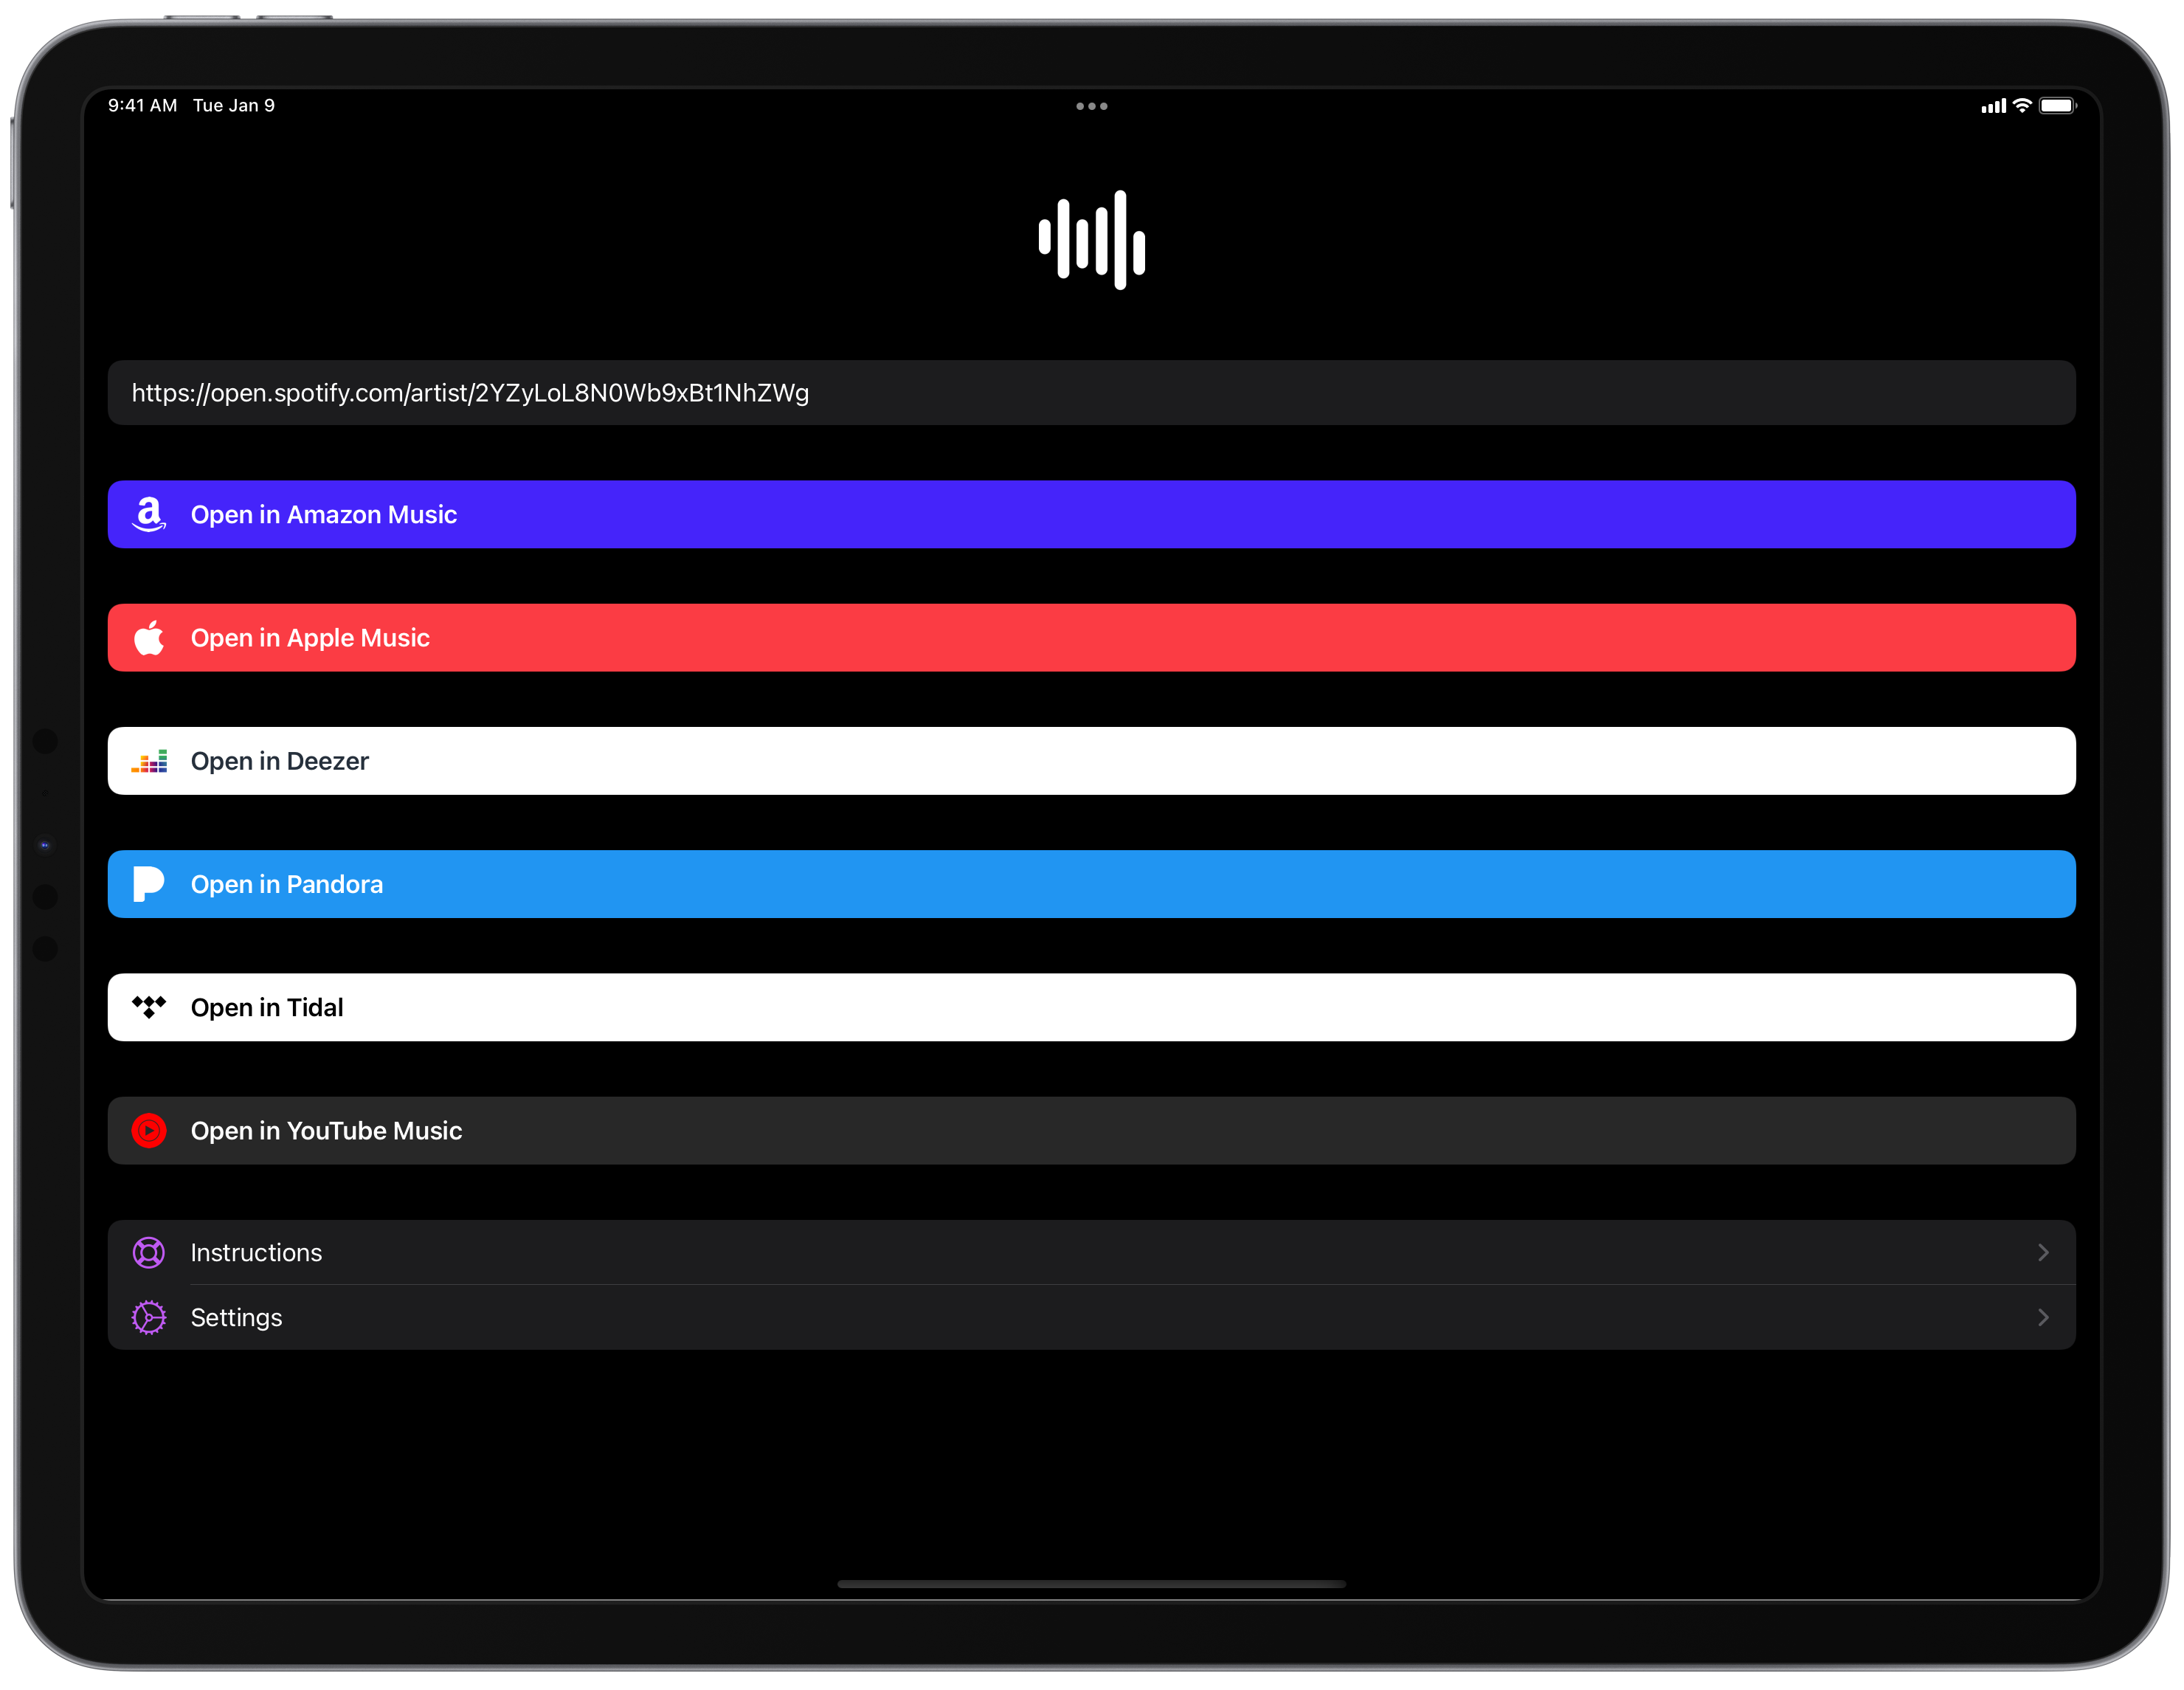 9:41 AM Tue Jan 9
https://open.spotify.com/artist/2YZyLoL8N0Wb9xBt1NhZWg
Open in Amazon Music
Open in Apple Music
Open in Deezer
Open in Pandora
Open in Tidal
Open in YouTube Music
Instructions
Settings